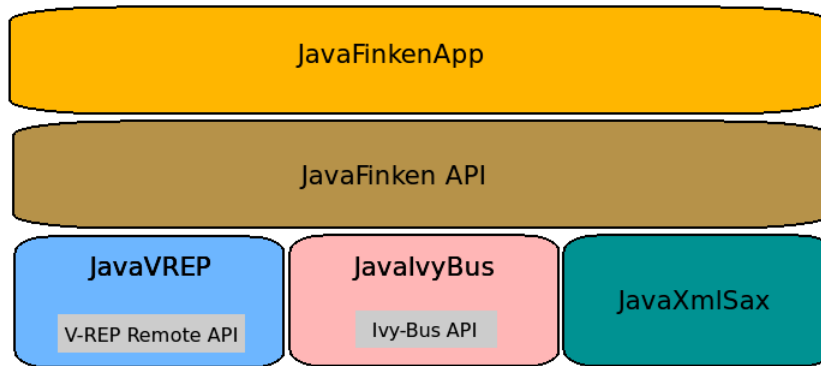 JavaFinkenApp
JavaFinken API
JavaVREP
JavaIvyBus
JavaXmlSax
V-REP Remote API
Ivy-Bus API